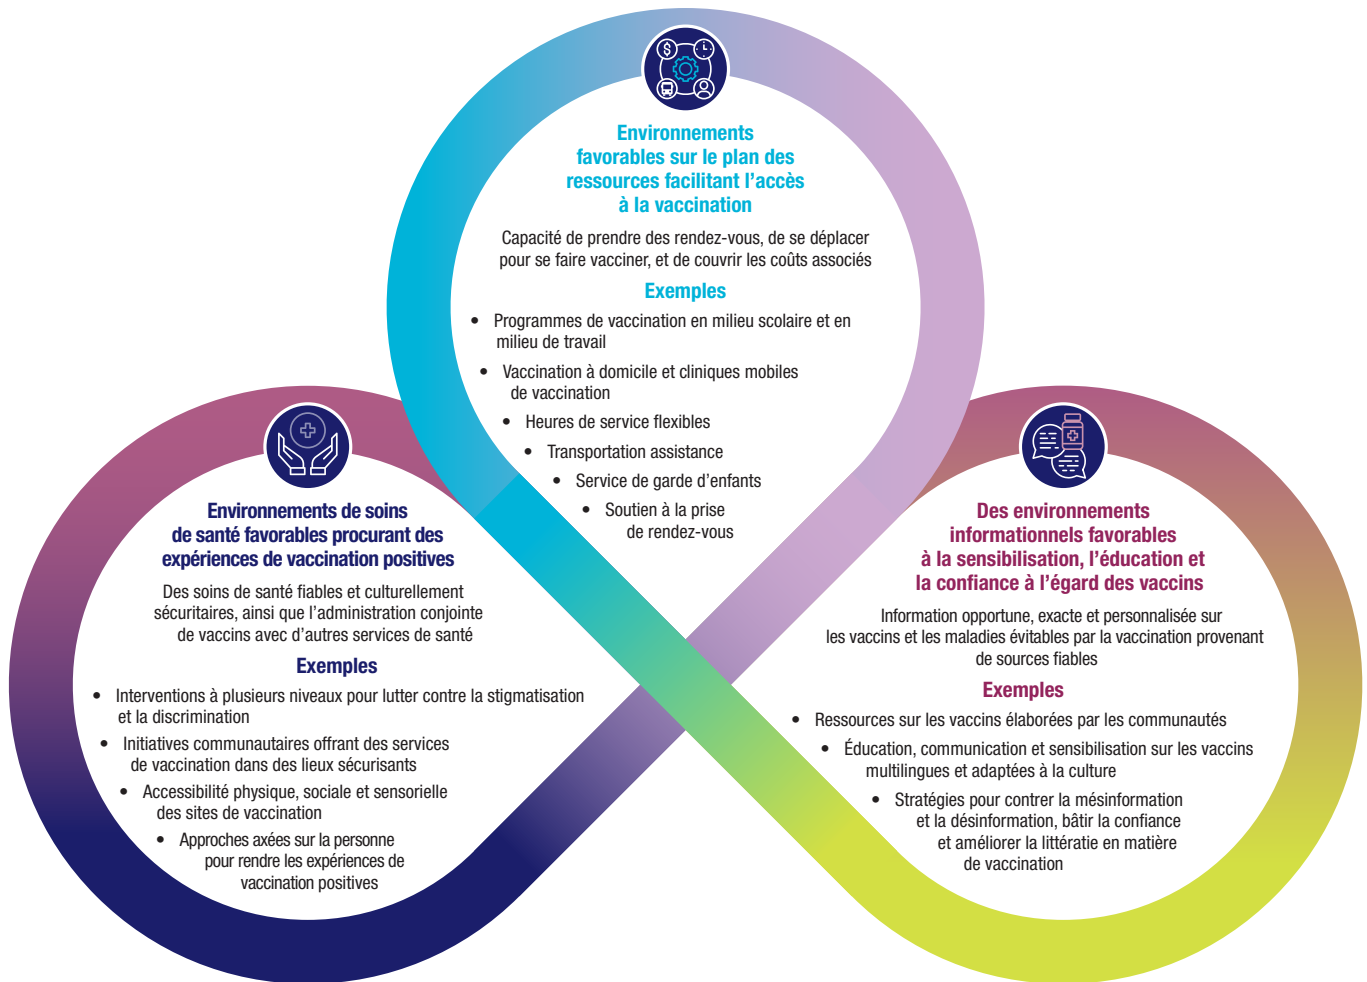 $
Environnements
favorables sur le plan des
ressources facilitant l’accès
à la vaccination
Capacité de prendre des rendez-vous, de se déplacer
pour se faire vacciner, et de couvrir les coûts associés
Exemples
• Programmes de vaccination en milieu scolaire et en
milieu de travail
• Vaccination à domicile et cliniques mobiles
de vaccination
• Heures de service flexibles
• Transportation assistance
• Service de garde d’enfants
• Soutien à la prise
de rendez-vous
Environnements de soins
de santé favorables procurant des
expériences de vaccination positives
Des soins de santé fiables et culturellement
sécuritaires, ainsi que l’administration conjointe
de vaccins avec d’autres services de santé
Exemples
• Interventions à plusieurs niveaux pour lutter contre la stigmatisation
et la discrimination
• Initiatives communautaires offrant des services
de vaccination dans des lieux sécurisants
• Accessibilité physique, sociale et sensorielle
des sites de vaccination
• Approches axées sur la personne
pour rendre les expériences de
vaccination positives
Des environnements
informationnels favorables
à la sensibilisation, l’éducation et
la confiance à l’égard des vaccins
Information opportune, exacte et personnalisée sur
les vaccins et les maladies évitables par la vaccination provenant
de sources fiables
Exemples
• Ressources sur les vaccins élaborées par les communautés
• Éducation, communication et sensibilisation sur les vaccins
multilingues et adaptées à la culture
• Stratégies pour contrer la mésinformation
et la désinformation, bâtir la confiance
et améliorer la littératie en matière
de vaccination